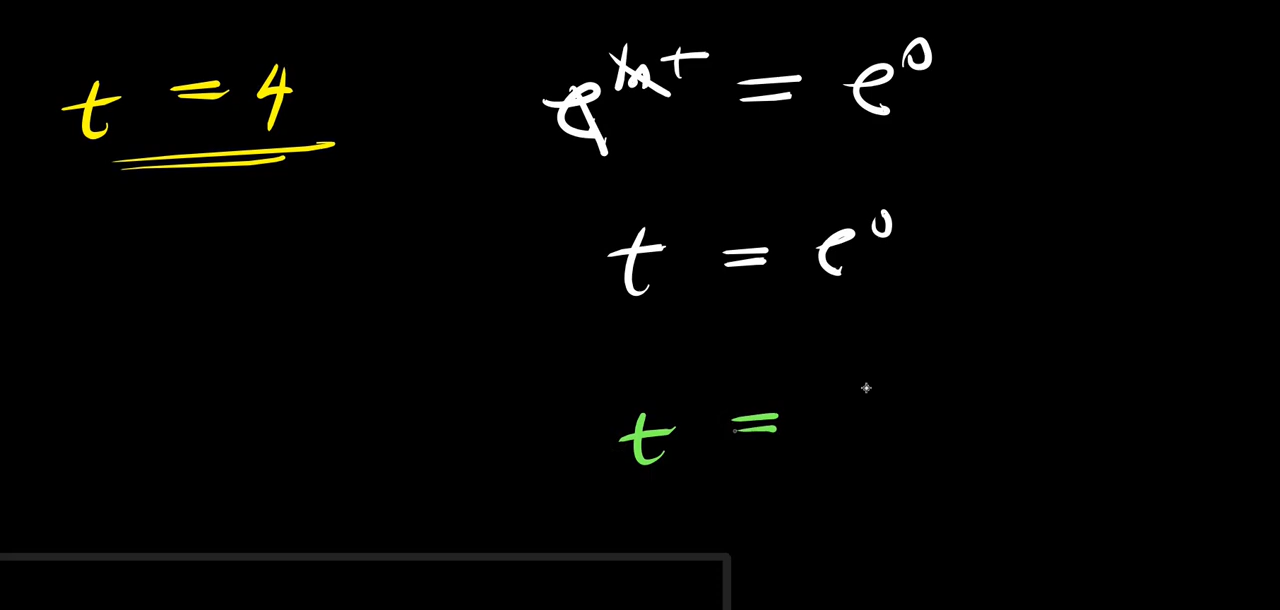 t = 4
e^ln t = e^0
t = e^0
t =